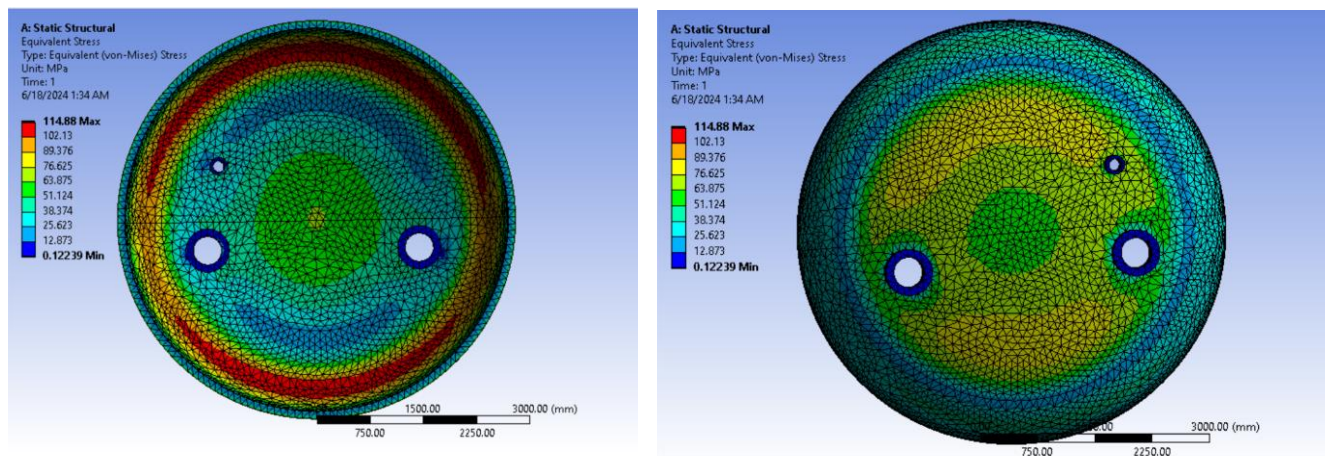 A: Static Structural
Equivalent Stress
Type: Equivalent (von-Mises) Stress
Unit: MPa
Time: 1
6/18/2024 1:34 AM
114.88 Max
102.13
89.376
76.625
63.875
51.124
38.374
25.623
12.873
0.12239 Min
1500.00 3000.00 (mm)
750.00 2250.00
A: Static Structural
Equivalent Stress
Type: Equivalent (von-Mises) Stress
Unit: MPa
Time: 1
6/18/2024 1:34 AM
114.88 Max
102.13
89.376
76.625
63.875
51.124
38.374
25.623
12.873
0.12239 Min
3000.00 (mm)
750.00 2250.00